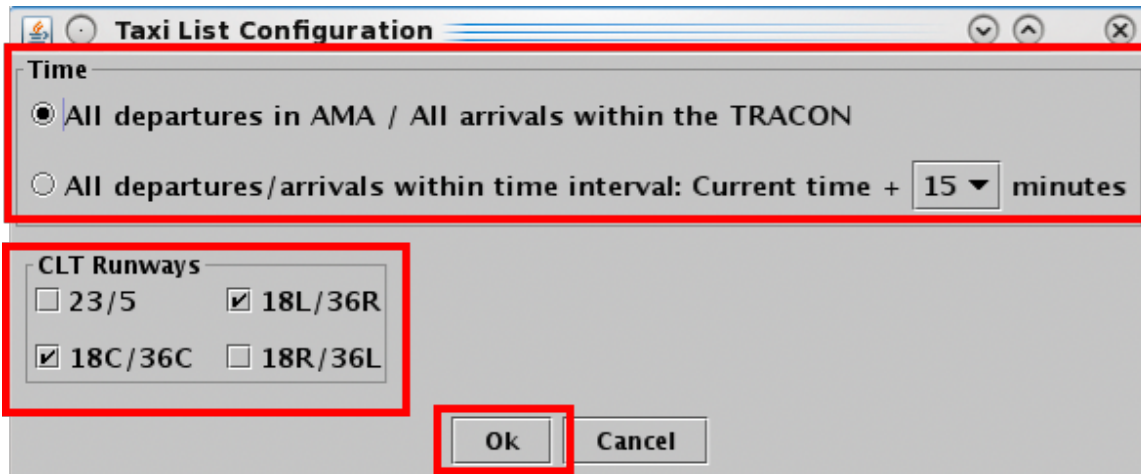 Taxi List Configuration
Time
All departures in AMA / All arrivals within the TRACON
All departures/arrivals within time interval: Current time + 15 minutes
CLT Runways
23/5 18L/36R
18C/36C 18R/36L
Ok Cancel